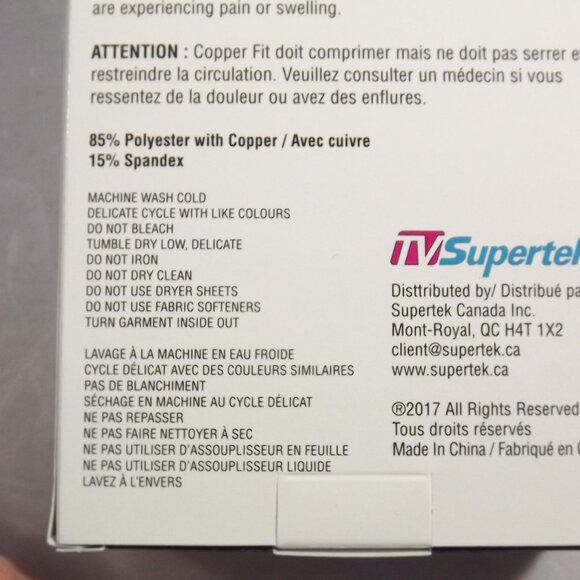 are experiencing pain or swelling.
ATTENTION : Copper Fit doit comprimer mais ne doit pas serrer
restreindre la circulation. Veuillez consulter un médecin si vous
ressentez de la douleur ou avez des enflures.
85% Polyester with Copper / Avec cuivre
15% Spandex
MACHINE WASH COLD
DELICATE CYCLE WITH LIKE COLOURS
DO NOT BLEACH
TUMBLE DRY LOW, DELICATE
DO NOT IRON
DO NOT DRY CLEAN
DO NOT USE DRYER SHEETS
DO NOT USE FABRIC SOFTENERS
TURN GARMENT INSIDE OUT
LAVAGE À LA MACHINE EN EAU FROIDE
CYCLE DÉLICAT AVEC DES COULEURS SIMILAIRES
PAS DE BLANCHIMENT
SÉCHAGE EN MACHINE AU CYCLE DÉLICAT
NE PAS REPASSER
NE PAS FAIRE NETTOYER À SEC
NE PAS UTILISER D'ASSOUPLISSEUR EN FEUILLE
NE PAS UTILISER D'ASSOUPLISSEUR LIQUIDE
LAVEZ À L'ENVERS
TVSupertek
Disttributed by/ Distribué pa
Supertek Canada Inc.
Mont-Royal, QC H4T 1X2
client@supertek.ca
www.supertek.ca
®2017 All Rights Reserved
Tous droits réservés
Made In China / Fabriqué en